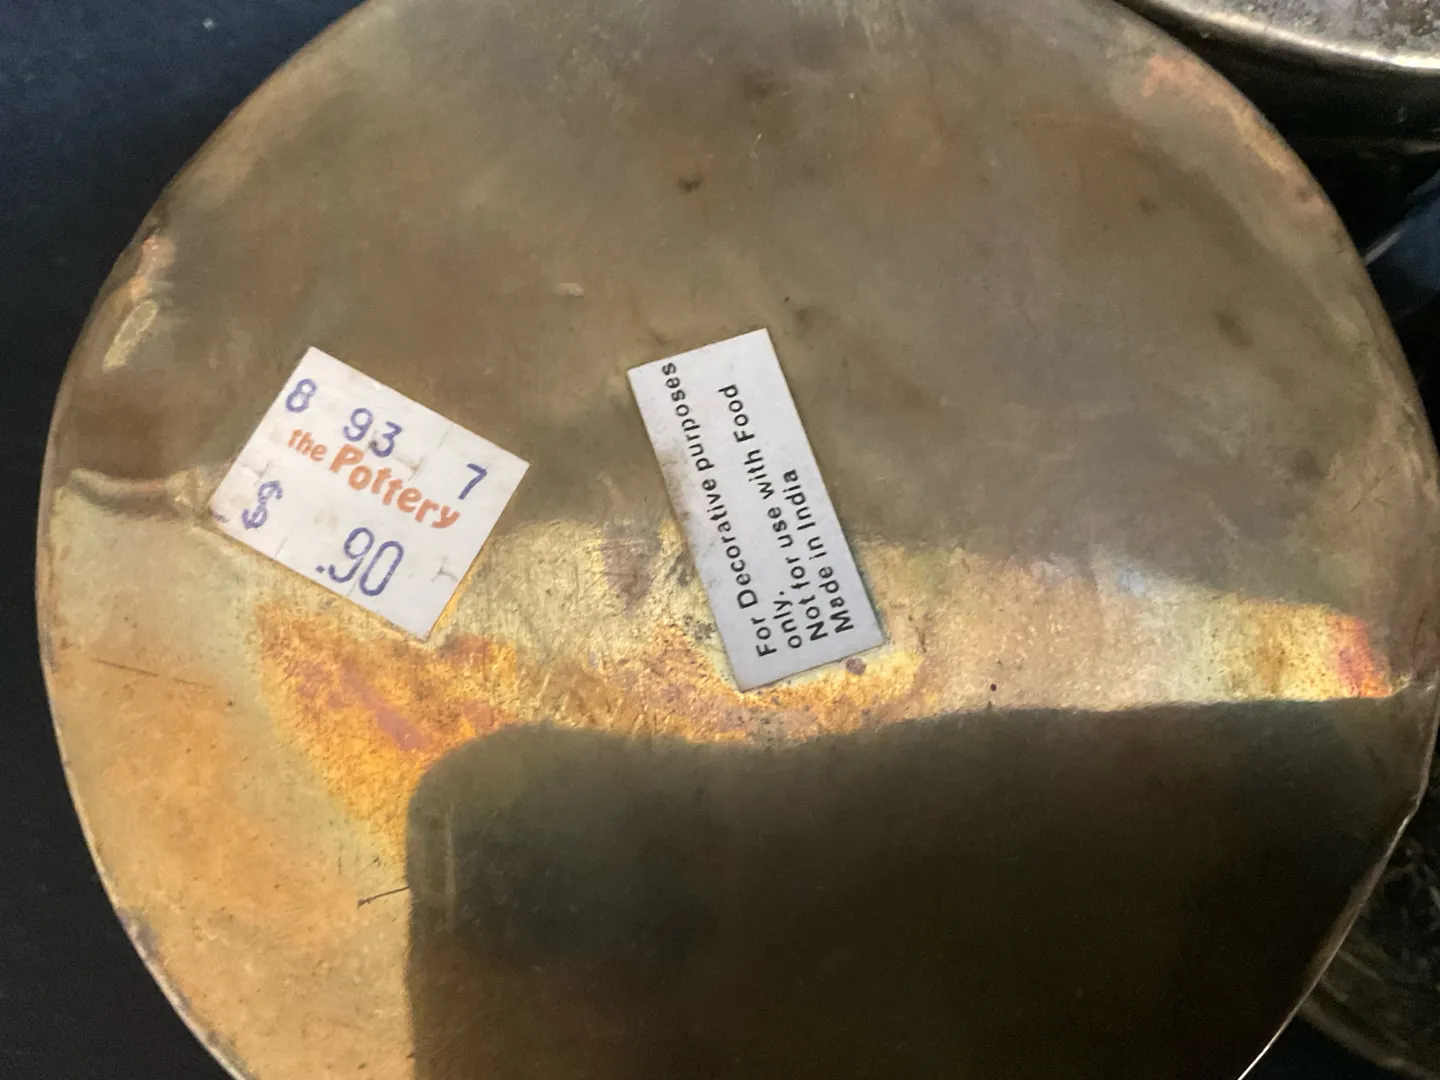 8 93 7
the Pottery
$ .90
For Decorative purposes
only.
Not for use with Food
Made in India